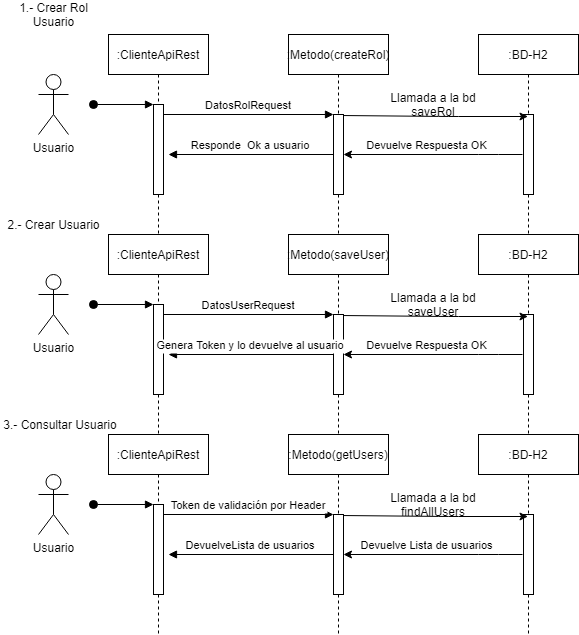 1.- Crear Rol
Usuario
:ClienteApiRest
Metodo(createRol)
:BD-H2
DatosRolRequest
Llamada a la bd
saveRol
Usuario
Responde Ok a usuario
Devuelve Respuesta OK
2.- Crear Usuario
:ClienteApiRest
Metodo(saveUser)
:BD-H2
DatosUserRequest
Llamada a la bd
saveUser
Usuario
Genera Token y lo devuelve al usuario
Devuelve Respuesta OK
3.- Consultar Usuario
:ClienteApiRest
:Metodo(getUsers)
:BD-H2
Token de validación por Header
Llamada a la bd
findAllUsers
Usuario
DevuelveLista de usuarios
Devuelve Lista de usuarios